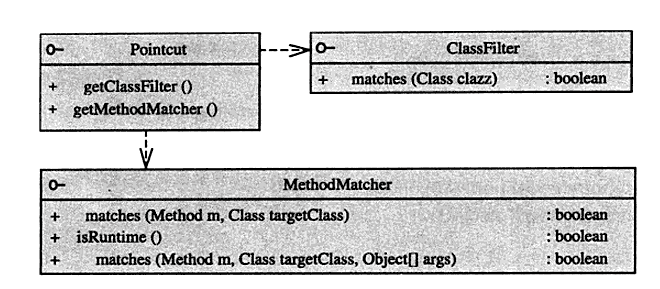 Pointcut
+ getClassFilter ()
+ getMethodMatcher ()
ClassFilter
+ matches (Class clazz) : boolean
MethodMatcher
+ matches (Method m, Class targetClass) : boolean
+ isRuntime () : boolean
+ matches (Method m, Class targetClass, Object[] args) : boolean